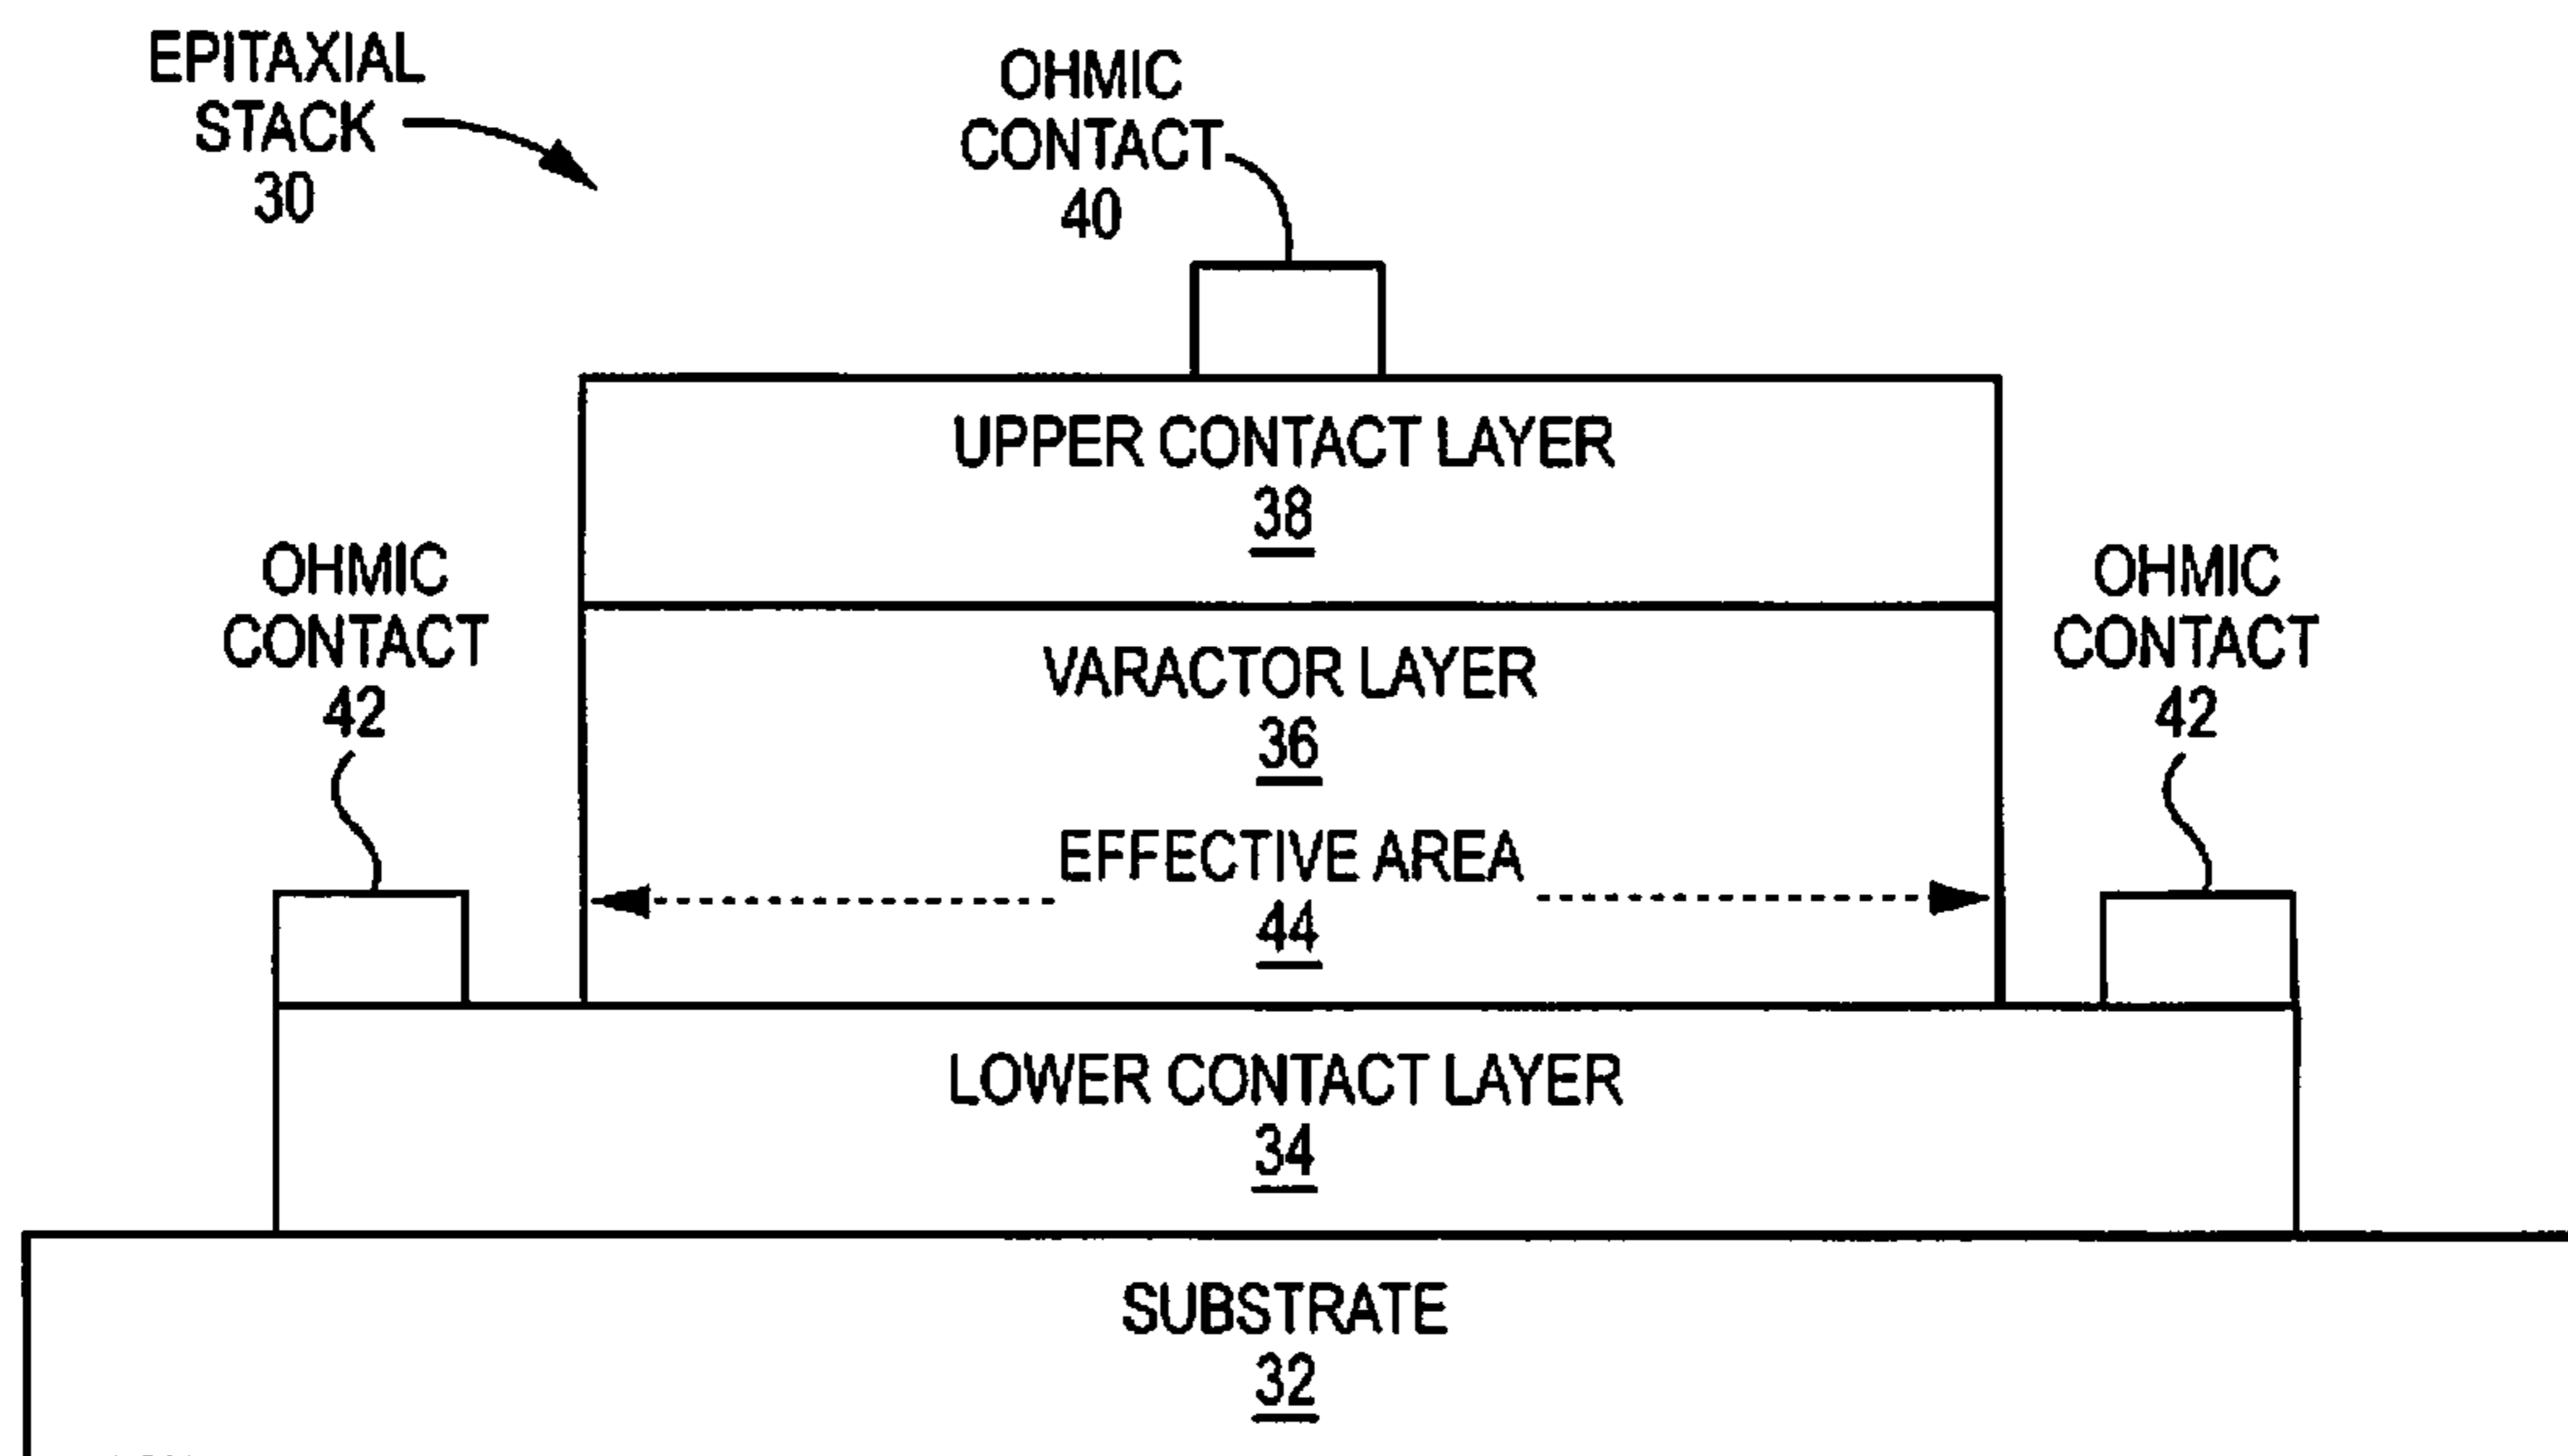 EPITAXIAL
STACK
30
OHMIC
CONTACT
40
UPPER CONTACT LAYER
38
OHMIC
CONTACT
42
VARACTOR LAYER
36
OHMIC
CONTACT
42
EFFECTIVE AREA
44
LOWER CONTACT LAYER
34
SUBSTRATE
32